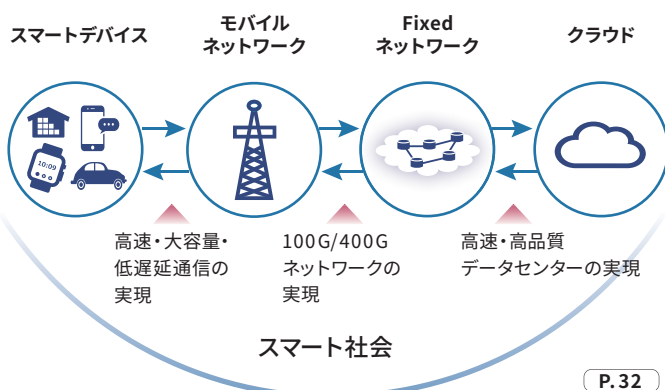 スマートデバイス
モバイル
ネットワーク
Fixed
ネットワーク
クラウド
10:09
高速・大容量・
低遅延通信の
実現
100G/400G
ネットワークの
実現
高速・高品質
データセンターの実現
スマート社会
P.32